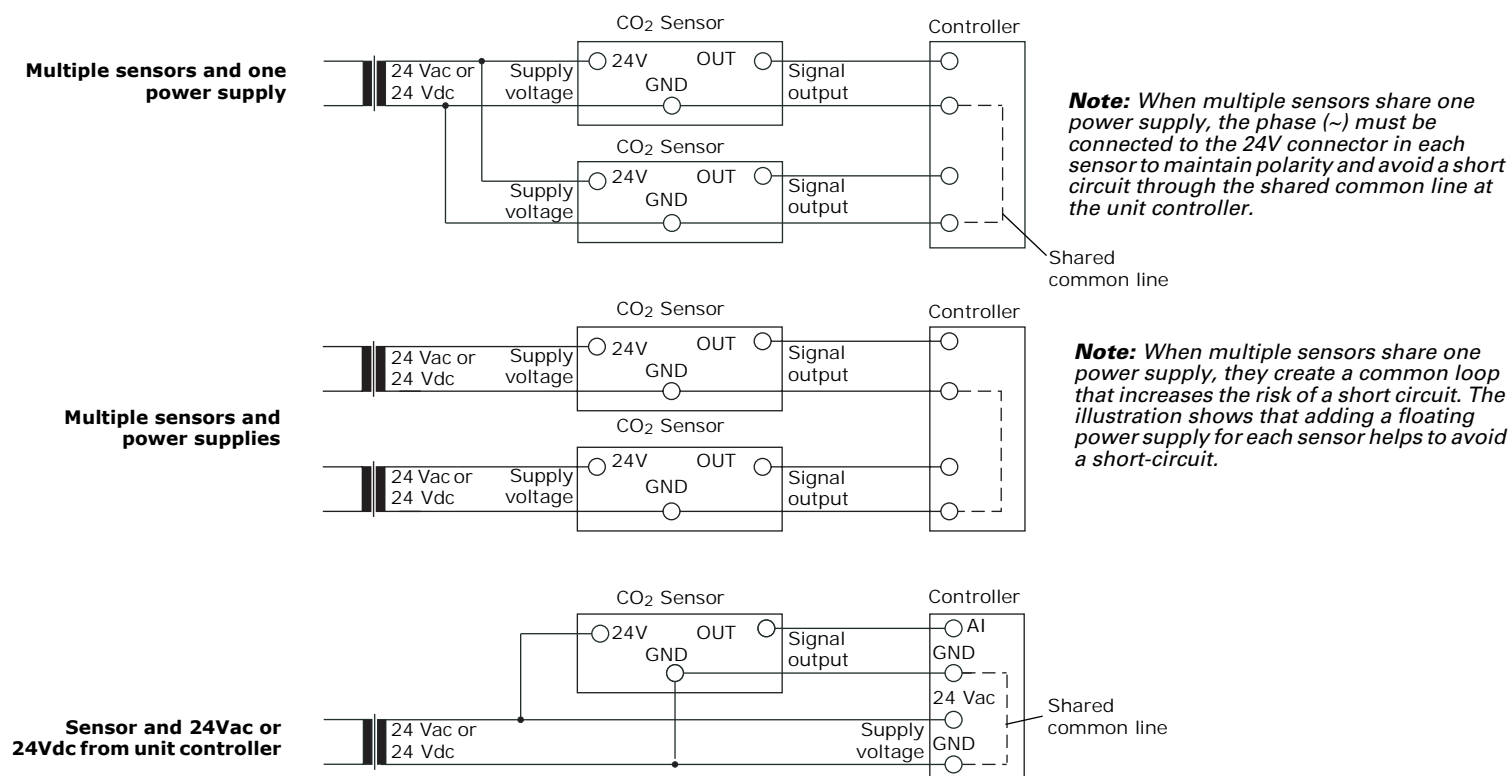 CO2 Sensor
Controller
Multiple sensors and one
power supply
24 Vac or
24 Vdc
Supply
voltage
24V
OUT
GND
Signal
output
CO2 Sensor
Supply
voltage
24V
OUT
GND
Signal
output
Note: When multiple sensors share one
power supply, the phase (~) must be
connected to the 24V connector in each
sensor to maintain polarity and avoid a short
circuit through the shared common line at
the unit controller.
Shared
common line
CO2 Sensor
Controller
Multiple sensors and
power supplies
24 Vac or
24 Vdc
Supply
voltage
24V
OUT
GND
Signal
output
CO2 Sensor
24 Vac or
24 Vdc
Supply
voltage
24V
OUT
GND
Signal
output
Note: When multiple sensors share one
power supply, they create a common loop
that increases the risk of a short circuit. The
illustration shows that adding a floating
power supply for each sensor helps to avoid
a short-circuit.
CO2 Sensor
Controller
24V
OUT
GND
Signal
output
AI
GND
24 Vac
GND
Shared
common line
Sensor and 24Vac or
24Vdc from unit controller
24 Vac or
24 Vdc
Supply
voltage